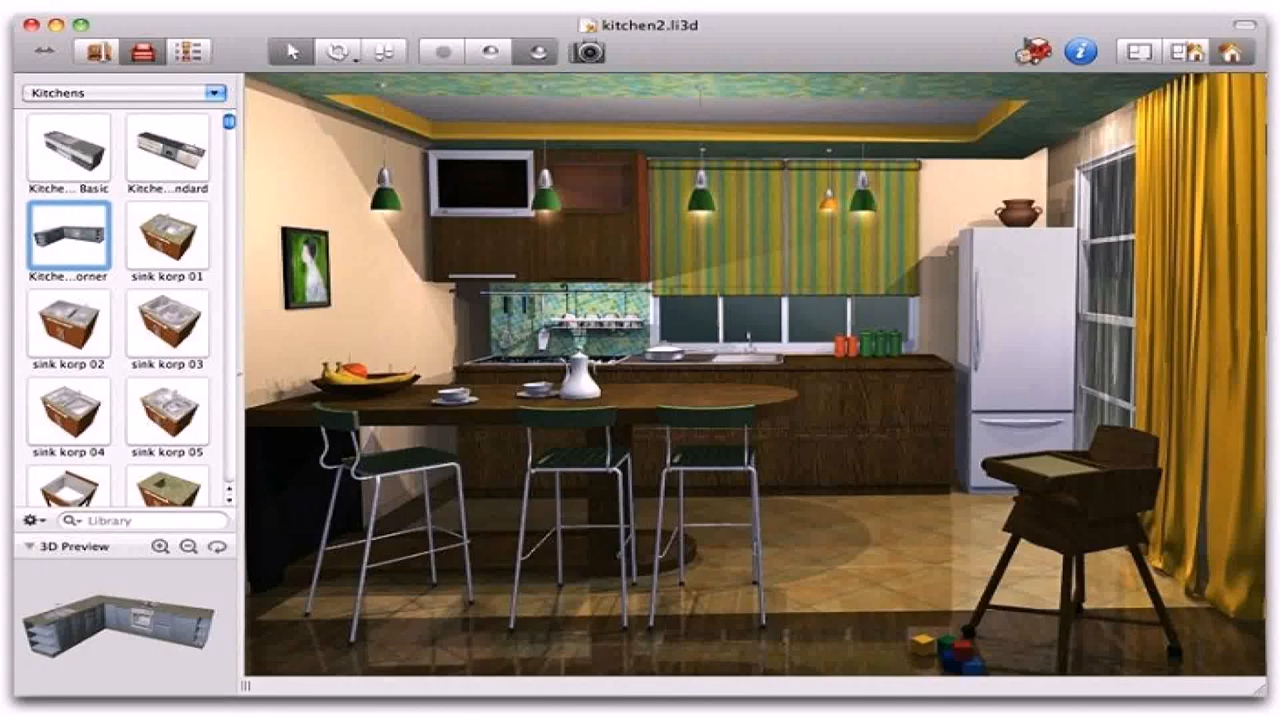 kitchen2.li3d
Kitchens
Kitche... Basic
Kitche...ndard
Kitche...orner
sink korp 01
sink korp 02
sink korp 03
sink korp 04
sink korp 05
Library
3D Preview